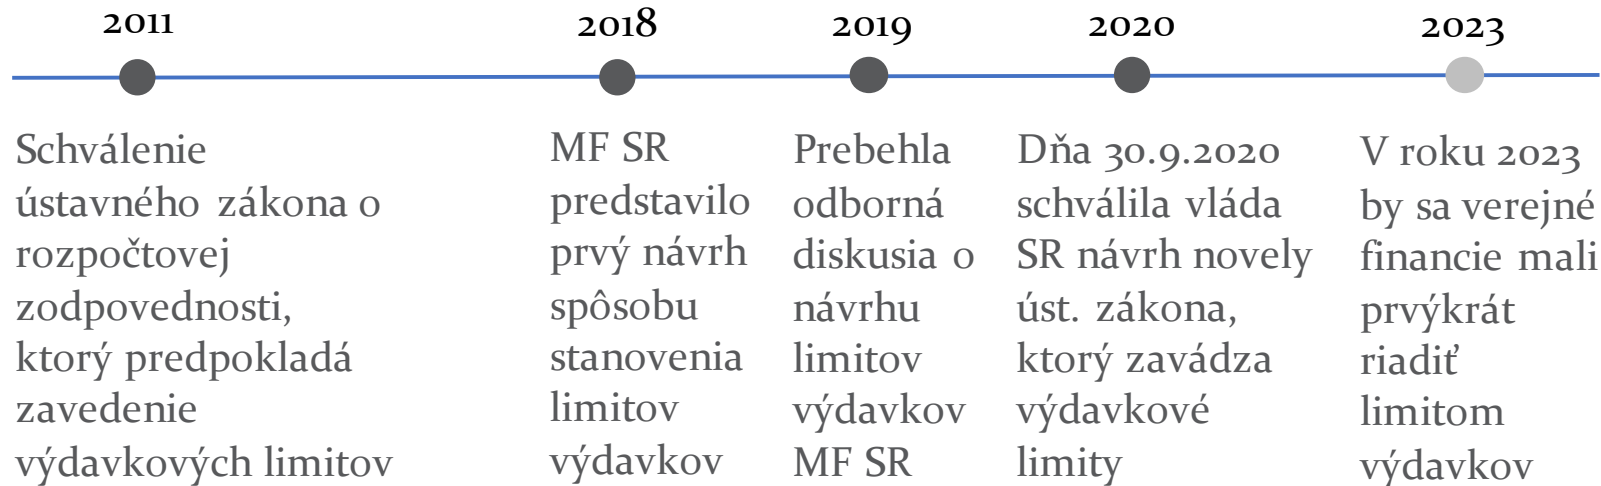 2011
Schválenie
ústavného zákona o
rozpočtovej
zodpovednosti,
ktorý predpokladá
zavedenie
výdavkových limitov
2018
MF SR
predstavilo
prvý návrh
spôsobu
stanovenia
limitov
výdavkov
2019
Prebehla
odborná
diskusia o
návrhu
limitov
výdavkov
MF SR
2020
Dňa 30.9.2020
schválila vláda
SR návrh novely
úst. zákona,
ktorý zavádza
výdavkové
limity
2023
V roku 2023
by sa verejné
financie mali
prvýkrát
riadiť
limitom
výdavkov